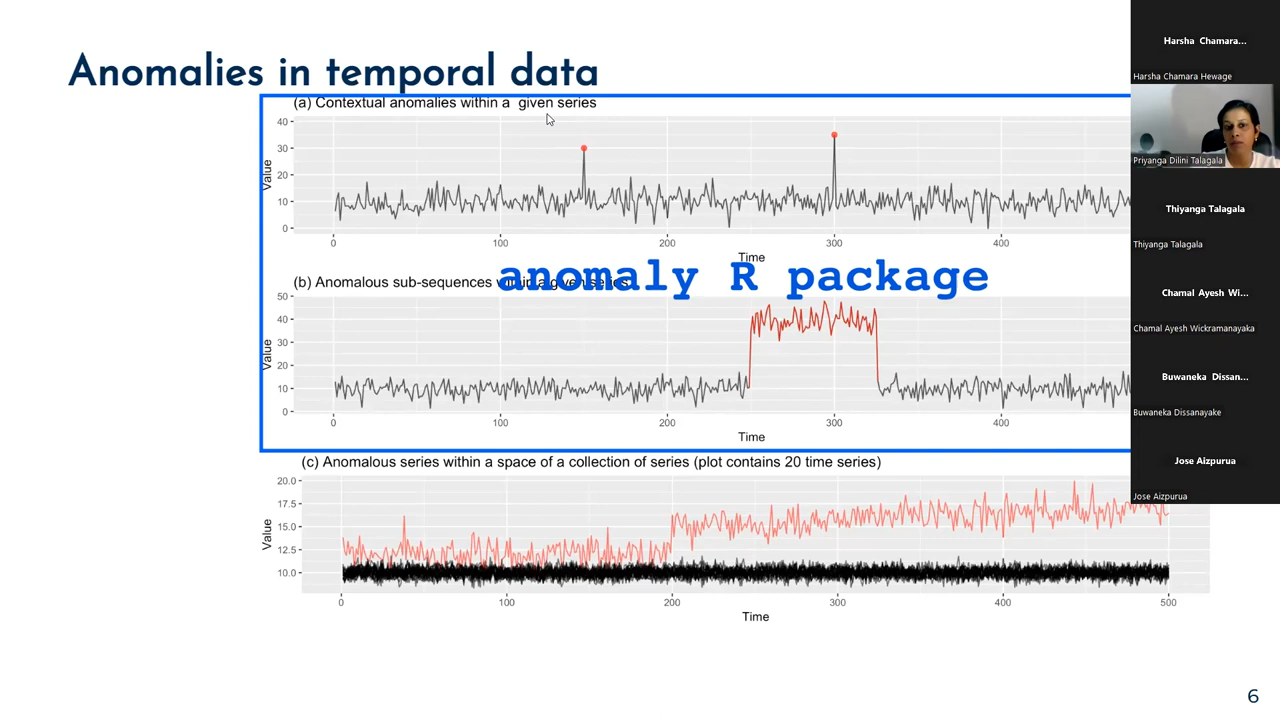 Anomalies in temporal data
(a) Contextual anomalies within a given series
40
30
20
10
0
Value
0 100 200 300 400
Time
anomaly R package
(b) Anomalous sub-sequences within a given series
50
40
30
20
10
0
Value
0 100 200 300 400
Time
(c) Anomalous series within a space of a collection of series (plot contains 20 time series)
20.0
17.5
15.0
12.5
10.0
Value
0 100 200 300 400 500
Time
6
Harsha Chamara...
Harsha Chamara Hewage
Priyanga Dilini Talagala
Thiyanga Talagala
Thiyanga Talagala
Chamal Ayesh Wi...
Chamal Ayesh Wickramanayaka
Buwaneka Dissan...
Buwaneka Dissanayake
Jose Aizpurua
Jose Aizpurua